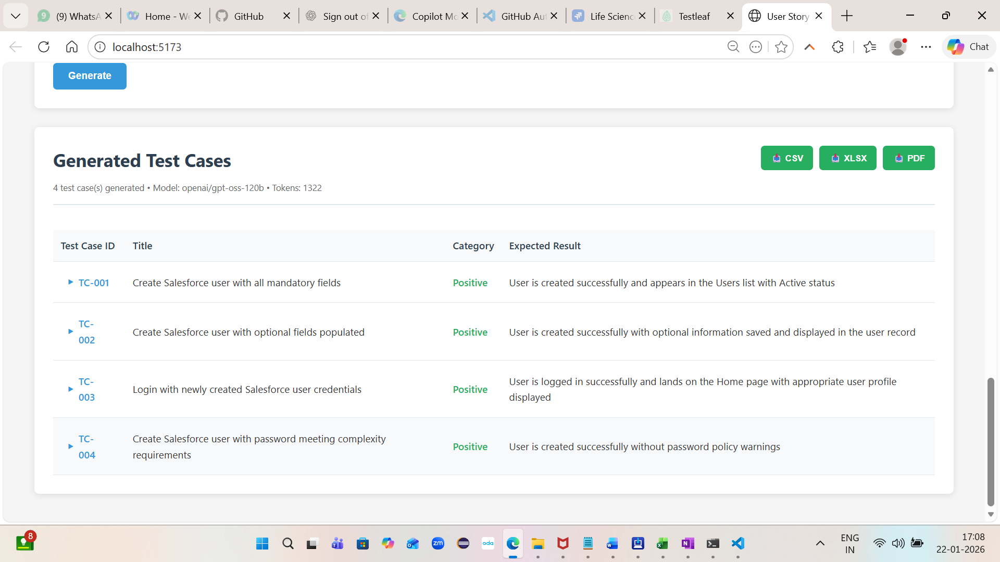 9 (9) WhatsA
Home - We
GitHub
Sign out of
Copilot Mo
GitHub Aut
Life Scienc
Testleaf
User Story
localhost:5173
Chat
Generate
Generated Test Cases
CSV
XLSX
PDF
4 test case(s) generated • Model: openai/gpt-oss-120b • Tokens: 1322
Test Case ID Title Category Expected Result
TC-001 Create Salesforce user with all mandatory fields Positive User is created successfully and appears in the Users list with Active status
TC-
002
Create Salesforce user with optional fields populated
Positive
User is created successfully with optional information saved and displayed in the user record
TC-
003
Login with newly created Salesforce user credentials
Positive
User is logged in successfully and lands on the Home page with appropriate user profile
displayed
TC-
004
Create Salesforce user with password meeting complexity
requirements
Positive
User is created successfully without password policy warnings
8
zm
oda
ENG
IN
17:08
22-01-2026